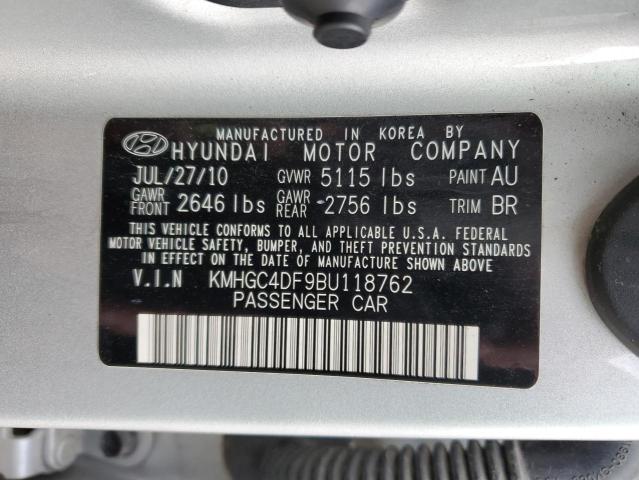 MANUFACTURED IN KOREA BY
HYUNDAI MOTOR COMPANY
JUL/27/10 GVWR 5115 lbs PAINT AU
GAWR FRONT 2646 lbs GAWR REAR 2756 lbs TRIM BR
THIS VEHICLE CONFORMS TO ALL APPLICABLE U.S.A. FEDERAL
MOTOR VEHICLE SAFETY, BUMPER, AND THEFT PREVENTION STANDARDS
IN EFFECT ON THE DATE OF MANUFACTURE SHOWN ABOVE
V.I.N KMHGC4DF9BU118762
PASSENGER CAR